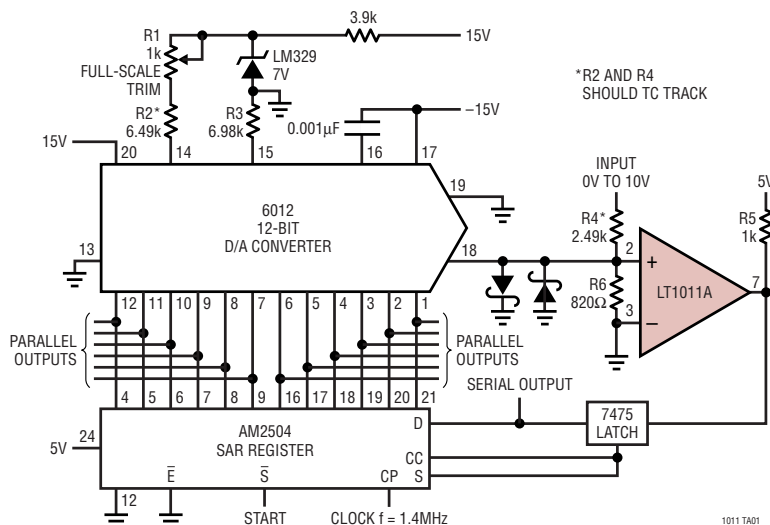 3.9k
15V
R1
1k
FULL-SCALE
TRIM
LM329
7V
*R2 AND R4
SHOULD TC TRACK
R2*
6.49k
R3
6.98k
0.001µF
–15V
15V
20
14
15
16
17
INPUT
0V TO 10V
5V
19
6012
12-BIT
D/A CONVERTER
R4*
2.49k
R5
1k
13
18
2
+
LT1011A
7
R6
820Ω
3
–
12
11
10
9
8
7
6
5
4
3
2
1
PARALLEL
OUTPUTS
PARALLEL
OUTPUTS
SERIAL OUTPUT
4
5
6
7
8
9
16
17
18
19
20
21
D
7475
LATCH
24
5V
AM2504
SAR REGISTER
CC
12
E
S
CP
S
START
CLOCK f = 1.4MHz
1011 TA01